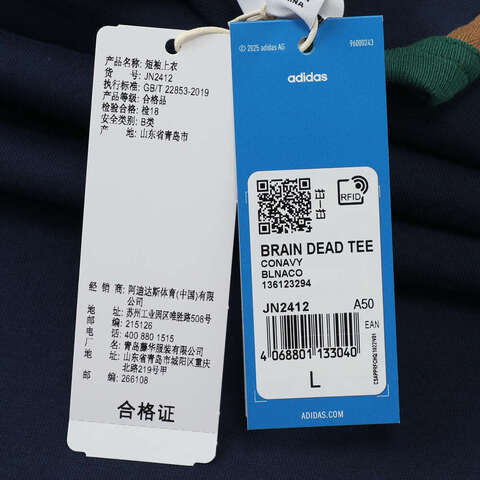 产品名称: 短袖上衣
货 号: JN2412
执行标准: GB/T 22853-2019
产品等级: 合格品
检验合格: 检18
安全类别: B类
产 地: 山东省青岛市
经 销 商: 阿迪达斯体育(中国)有限
公司
地 址: 苏州工业园区唯胜路508号
邮 编: 215126
电 话: 400 880 1515
厂 名: 青岛藤华服装有限公司
地 址: 山东省青岛市城阳区重庆
北路219号甲
邮 编: 266108
合格证
© 2025 adidas AG
96000243
adidas
RFID
BRAIN DEAD TEE
CONAVY
BLNACO
136123294
JN2412 A50
EAN
4 068801 133040
L
ADIDAS.COM